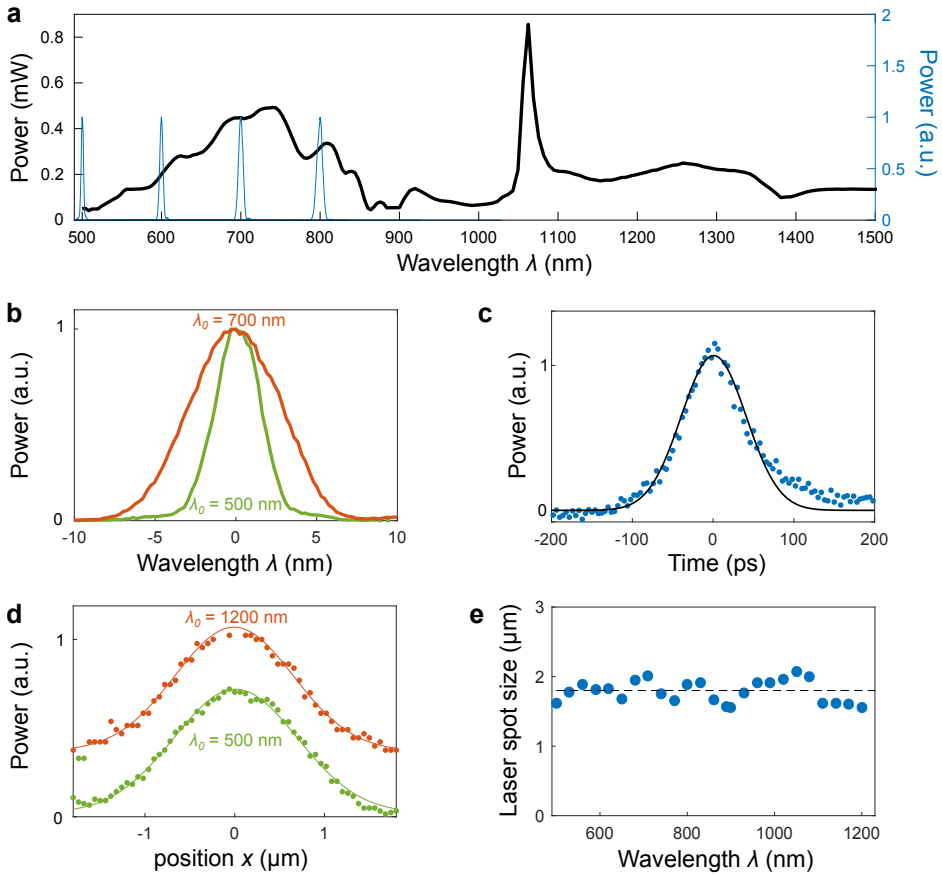 a
Power (mW)
0.8
0.6
0.4
0.2
0
500 600 700 800 900 1000 1100 1200 1300 1400 1500
Wavelength λ (nm)
2
1.5
1
0.5
0
Power (a.u.)
b
λ0 = 700 nm
λ0 = 500 nm
Power (a.u.)
1
0
-10 -5 0 5 10
Wavelength λ (nm)
c
Power (a.u.)
1
0
-200 -100 0 100 200
Time (ps)
d
λ0 = 1200 nm
λ0 = 500 nm
Power (a.u.)
1
0
-1 0 1
position x (μm)
e
Laser spot size (μm)
3
2
1
0
600 800 1000 1200
Wavelength λ (nm)